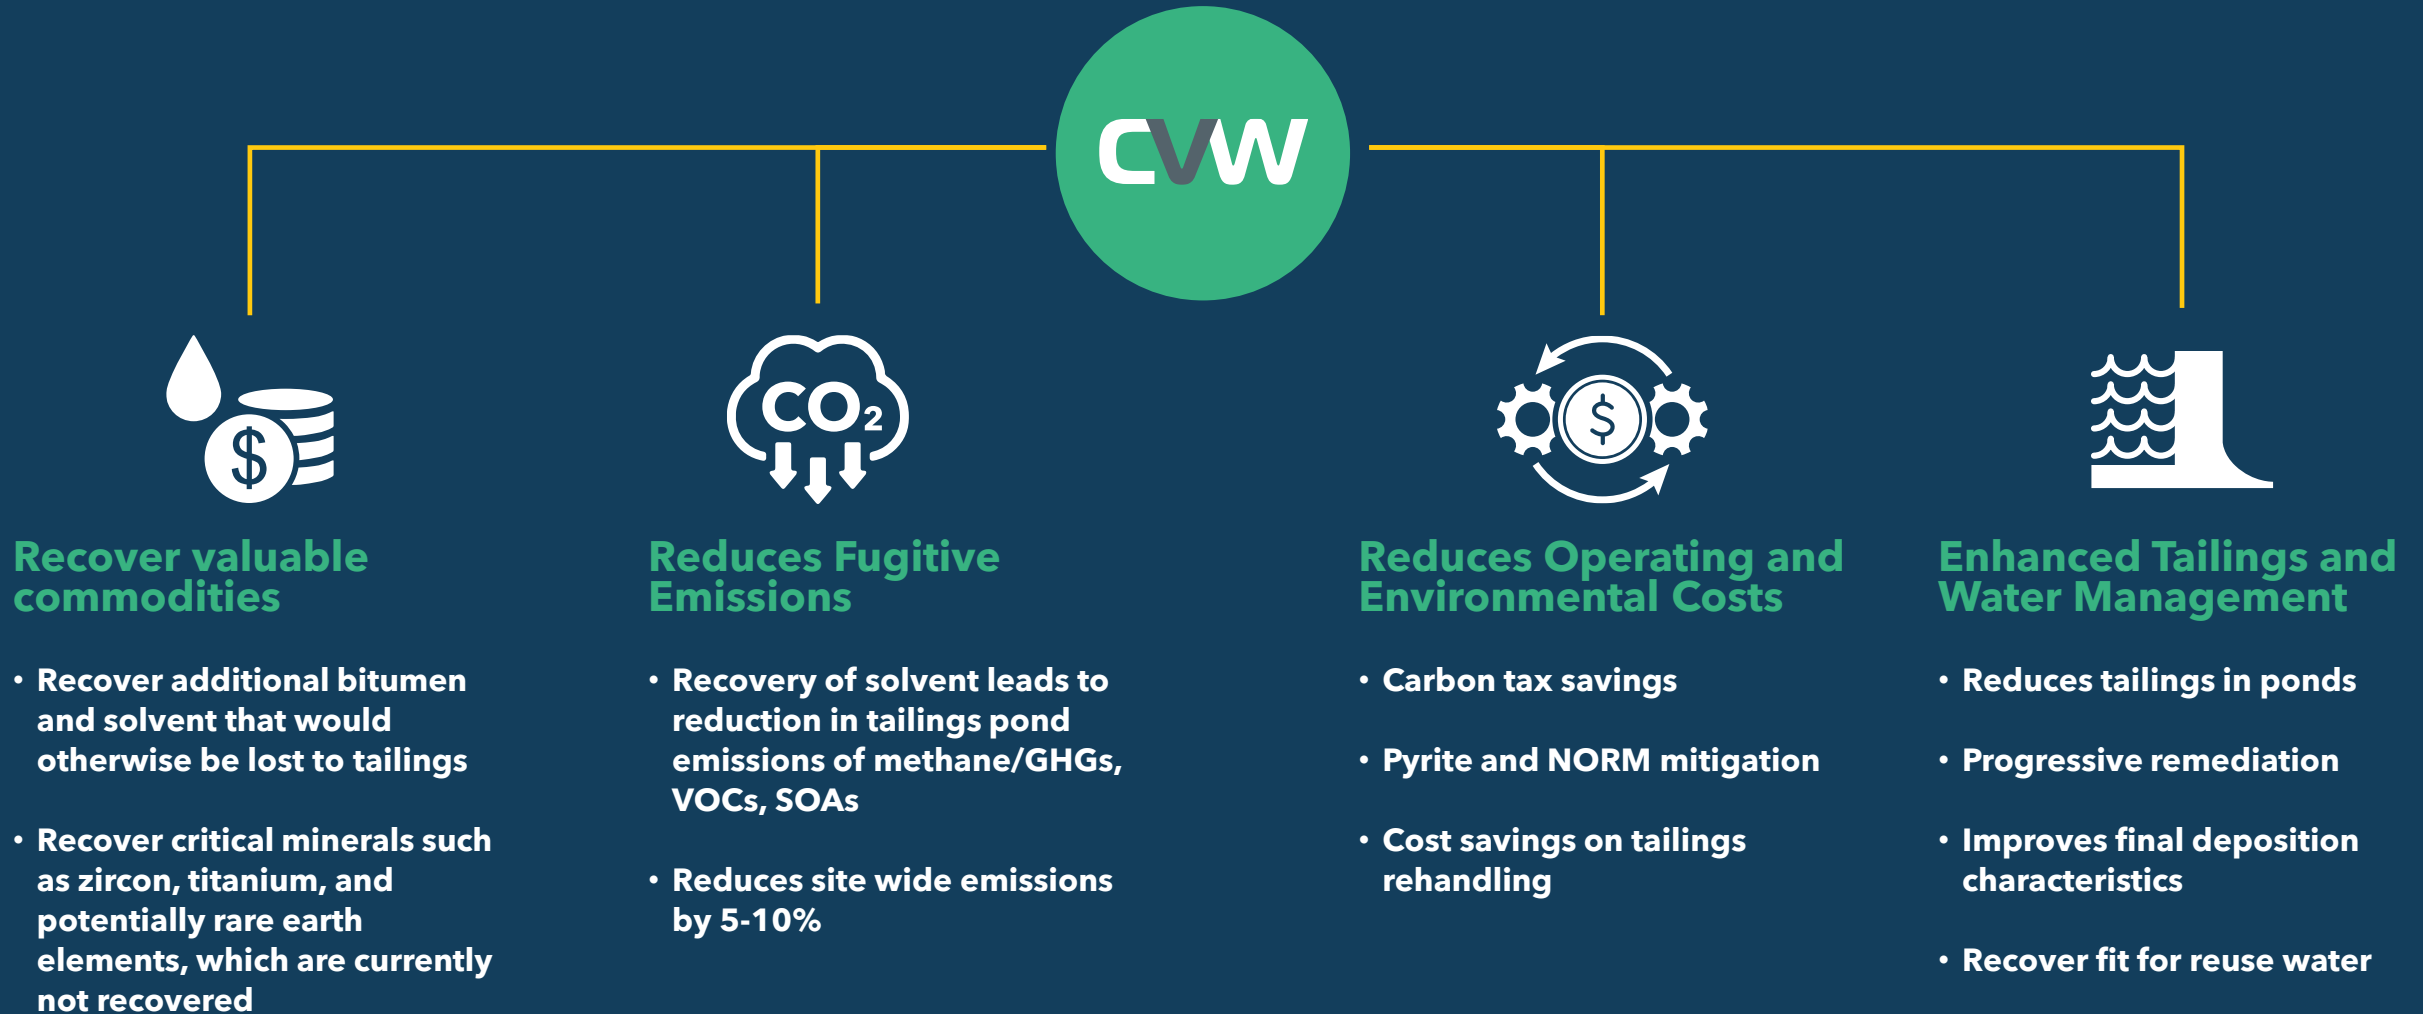 CVW
CO2
$
$
Recover valuable
commodities
• Recover additional bitumen
and solvent that would
otherwise be lost to tailings
• Recover critical minerals such
as zircon, titanium, and
potentially rare earth
elements, which are currently
not recovered
Reduces Fugitive
Emissions
• Recovery of solvent leads to
reduction in tailings pond
emissions of methane/GHGs,
VOCs, SOAs
• Reduces site wide emissions
by 5-10%
Reduces Operating and
Environmental Costs
• Carbon tax savings
• Pyrite and NORM mitigation
• Cost savings on tailings
rehandling
Enhanced Tailings and
Water Management
• Reduces tailings in ponds
• Progressive remediation
• Improves final deposition
characteristics
• Recover fit for reuse water